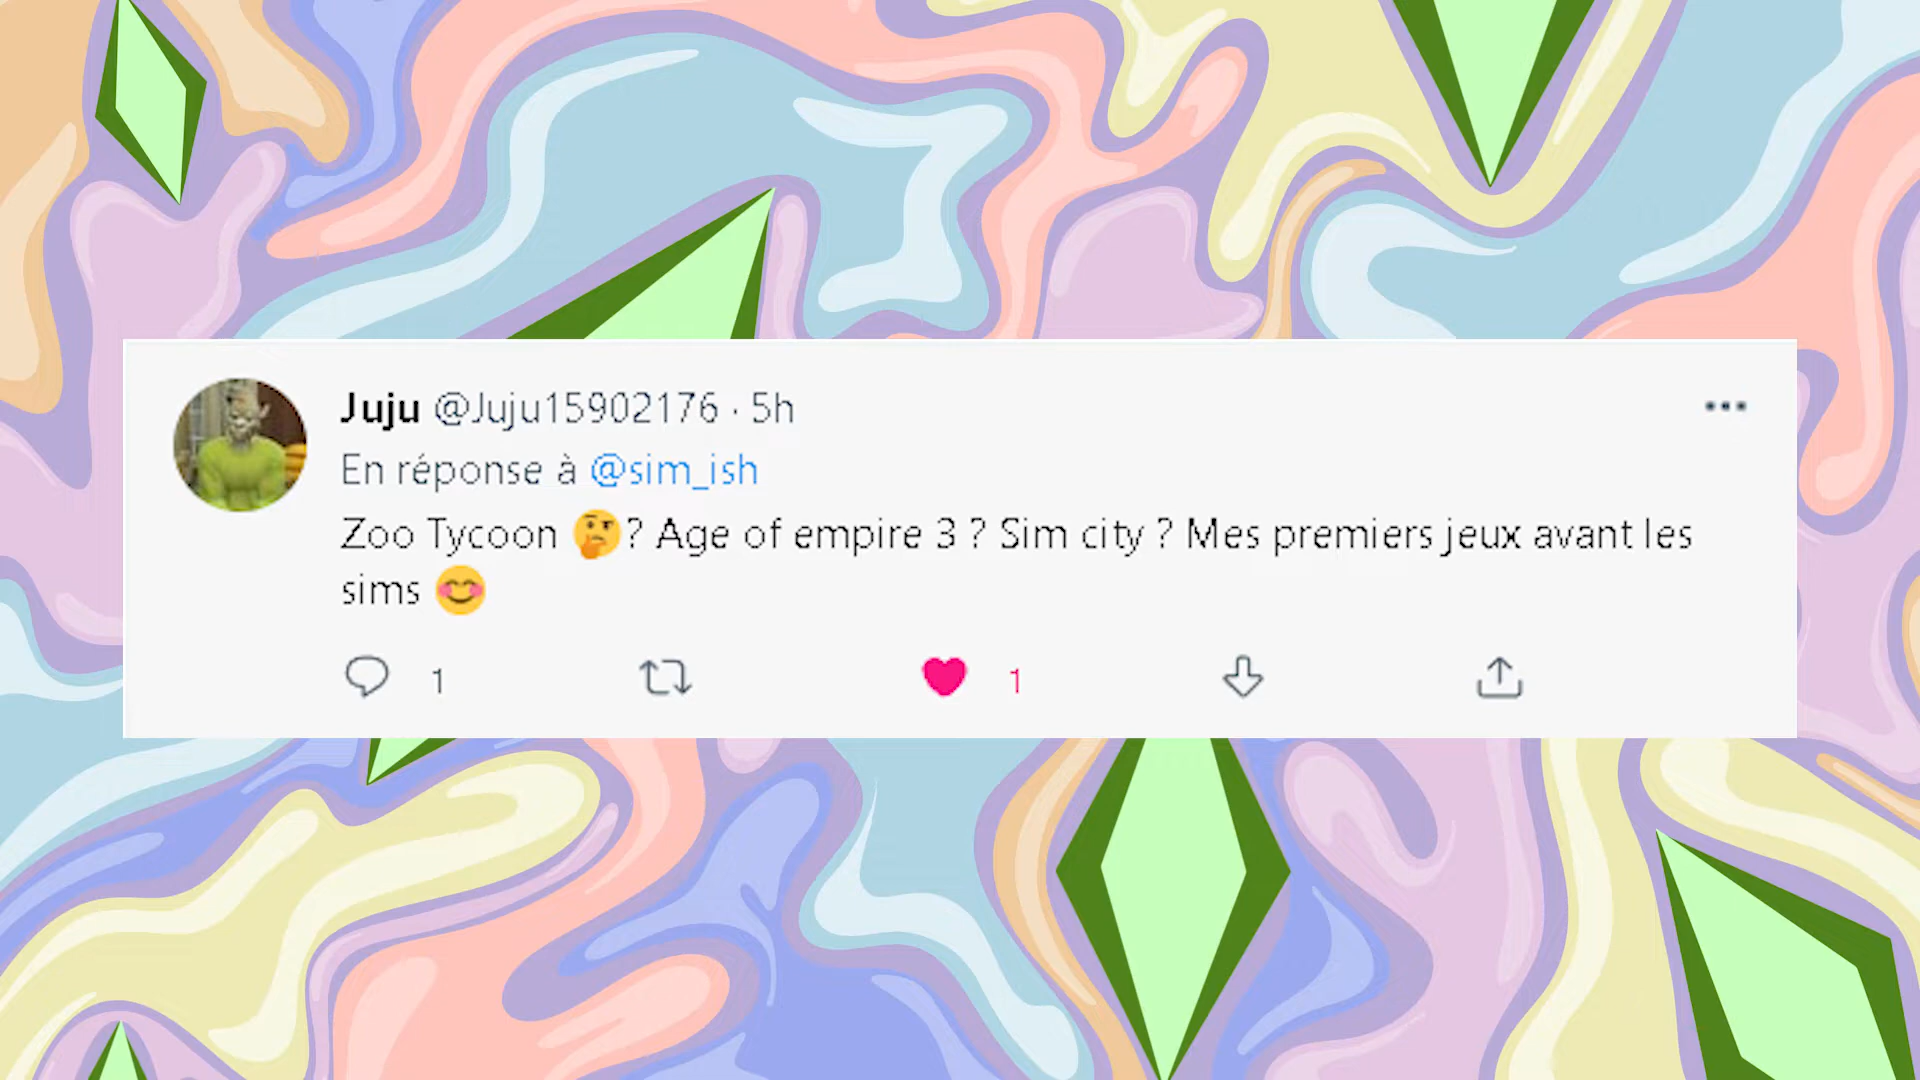 Juju @Juju15902176 · 5h
En réponse à @sim_ish
Zoo Tycoon 🤔? Age of empire 3 ? Sim city ? Mes premiers jeux avant les
sims 😊
1 1